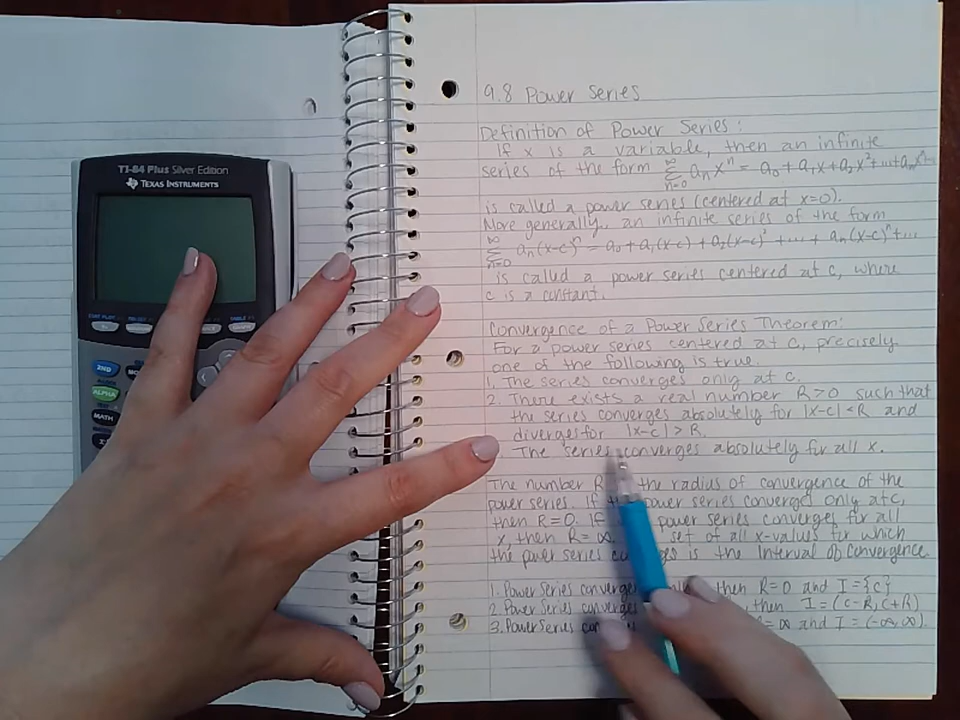 9.8 Power Series
Definition of Power Series:
If x is a variable, then an infinite
series of the form ∑_{n=0}^{∞} aₙxⁿ = a₀ + a₁x + a₂x² + ... + aₙxⁿ + ...
is called a power series (centered at x=0).
More generally, an infinite series of the form
∑_{n=0}^{∞} aₙ(x-c)ⁿ = a₀ + a₁(x-c) + a₂(x-c)² + ... + aₙ(x-c)ⁿ + ...
is called a power series centered at c, where
c is a constant.
Convergence of a Power Series Theorem:
For a power series centered at c, precisely
one of the following is true.
1. The series converges only at c.
2. There exists a real number R>0 such that
the series converges absolutely for |x-c|<R and
diverges for |x-c|>R.
The series converges absolutely for all x.
The number R the radius of convergence of the
power series. If power series converges only at c,
then R=0. If power series converges for all
x, then R=∞. set of all x-values for which
the power series is the Interval of Convergence.
1. Power Series then R=0 and I={c}
2. Power Series then I=(c-R, c+R)
3. Power Series =∞ and I=(-∞,∞).
TI-84 Plus Silver Edition
TEXAS INSTRUMENTS
2ND
ALPHA
MATH